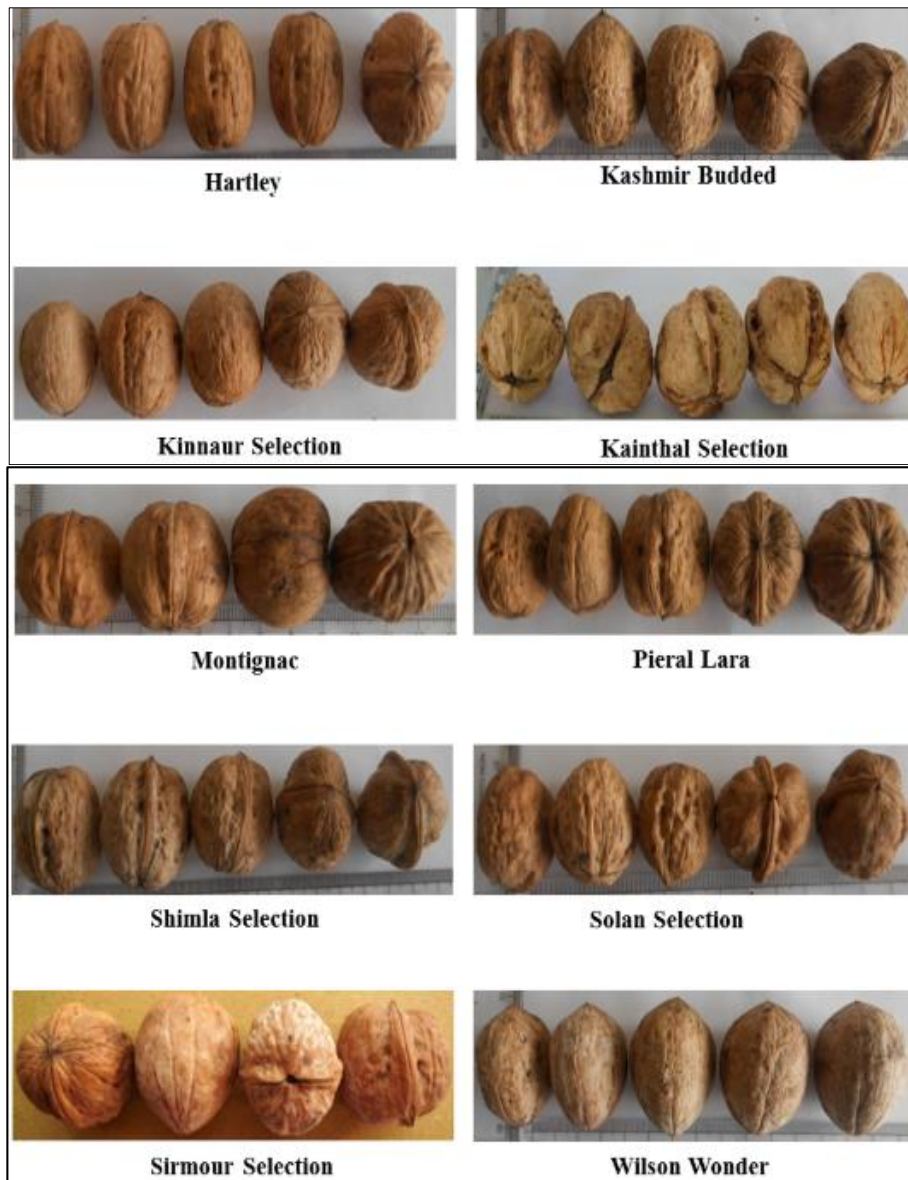 Hartley
Kashmir Budded
Kinnaur Selection
Kainthal Selection
Montignac
Pieral Lara
Shimla Selection
Solan Selection
Sirmour Selection
Wilson Wonder